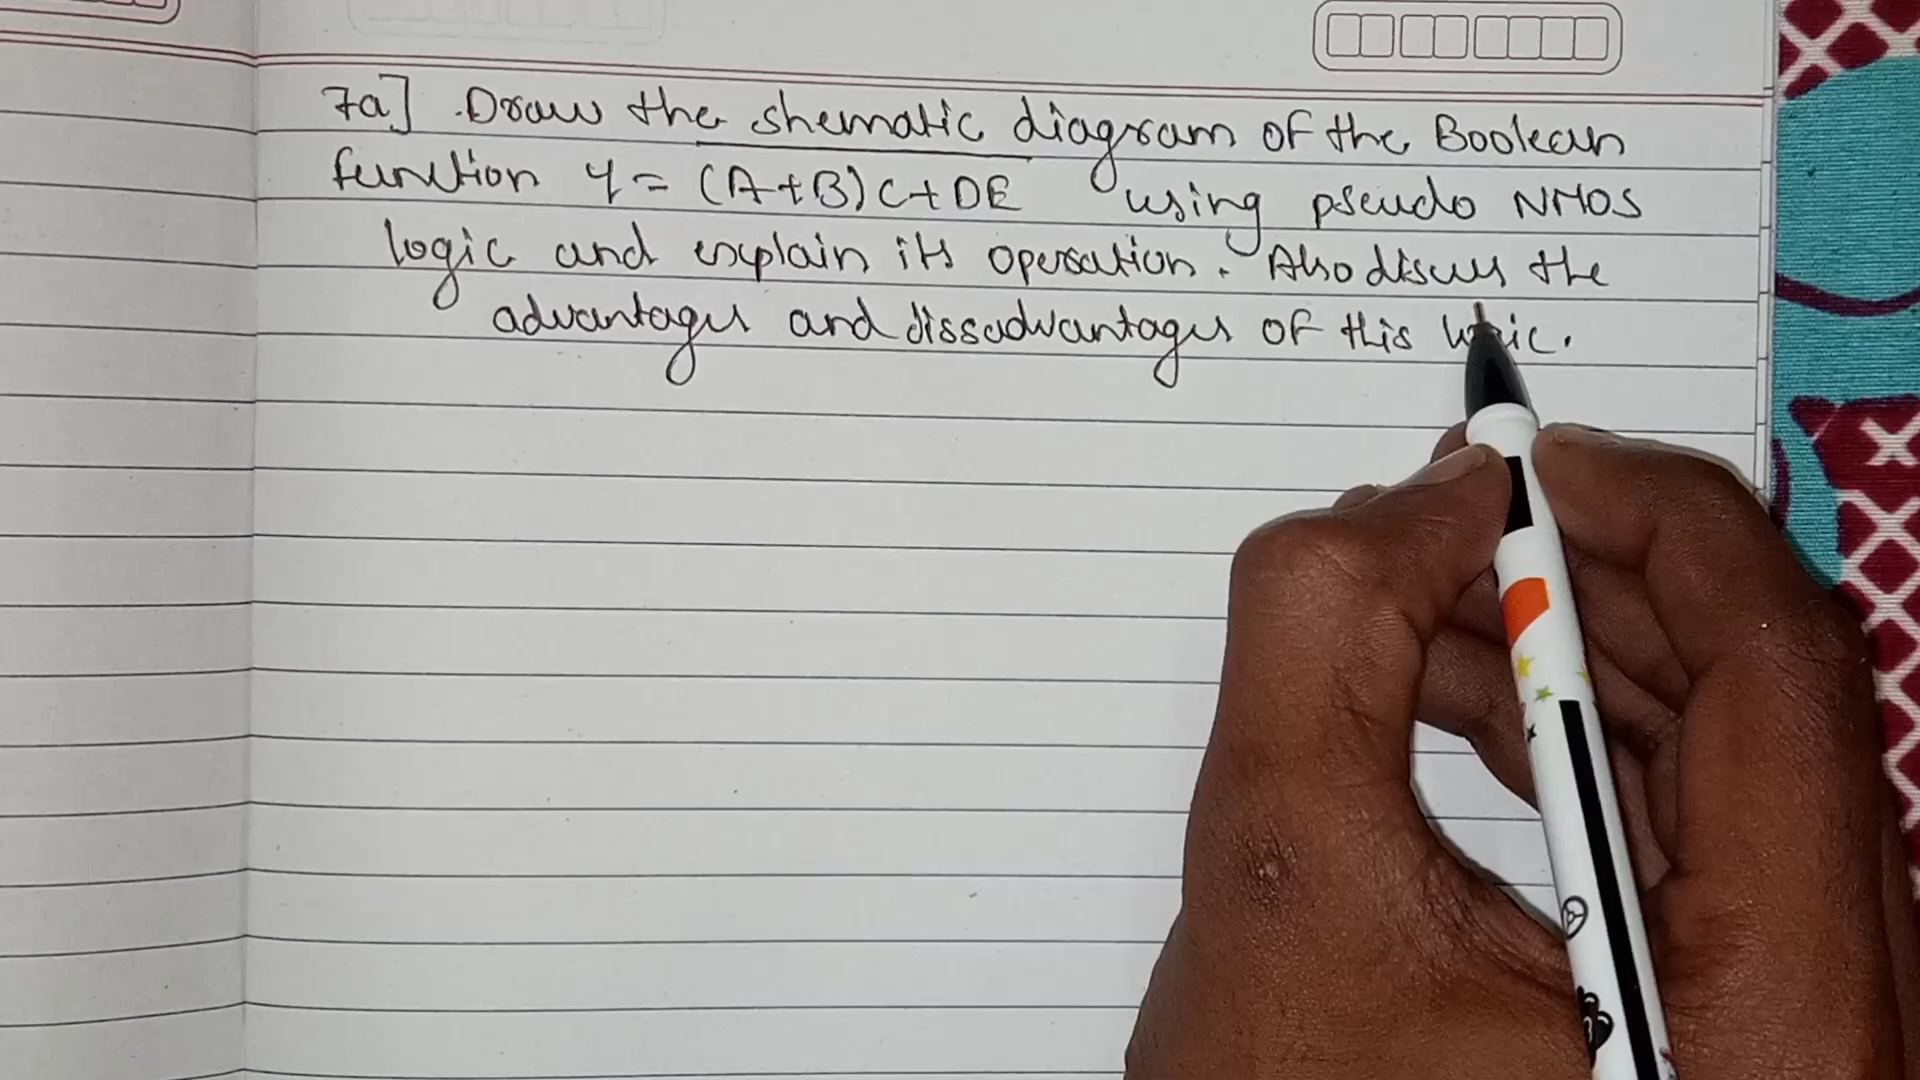 7a] Draw the shematic diagram of the Boolean
function Y = (A+B)C+DE using pseudo NMOS
logic and explain its operation. Also discuss the
advantages and dissadvantages of this logic.